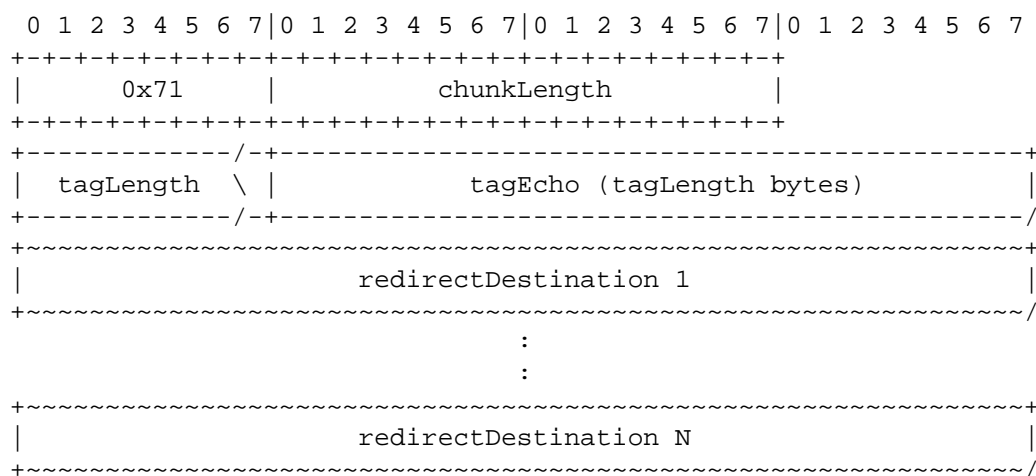 0 1 2 3 4 5 6 7|0 1 2 3 4 5 6 7|0 1 2 3 4 5 6 7|0 1 2 3 4 5 6 7
+-+-+-+-+-+-+-+-+-+-+-+-+-+-+-+-+-+-+-+-+-+-+-+-+
|      0x71     |          chunkLength          |
+-+-+-+-+-+-+-+-+-+-+-+-+-+-+-+-+-+-+-+-+-+-+-+-+
+-------------/-+-----------------------------------------------+
|  tagLength  \ |            tagEcho (tagLength bytes)          |
+-------------/-+-----------------------------------------------/
+~~~~~~~~~~~~~~~~~~~~~~~~~~~~~~~~~~~~~~~~~~~~~~~~~~~~~~~~~~~~~~~+
|                     redirectDestination 1                     |
+~~~~~~~~~~~~~~~~~~~~~~~~~~~~~~~~~~~~~~~~~~~~~~~~~~~~~~~~~~~~~~~/
                                :
                                :
+~~~~~~~~~~~~~~~~~~~~~~~~~~~~~~~~~~~~~~~~~~~~~~~~~~~~~~~~~~~~~~~+
|                     redirectDestination N                     |
+~~~~~~~~~~~~~~~~~~~~~~~~~~~~~~~~~~~~~~~~~~~~~~~~~~~~~~~~~~~~~~~/